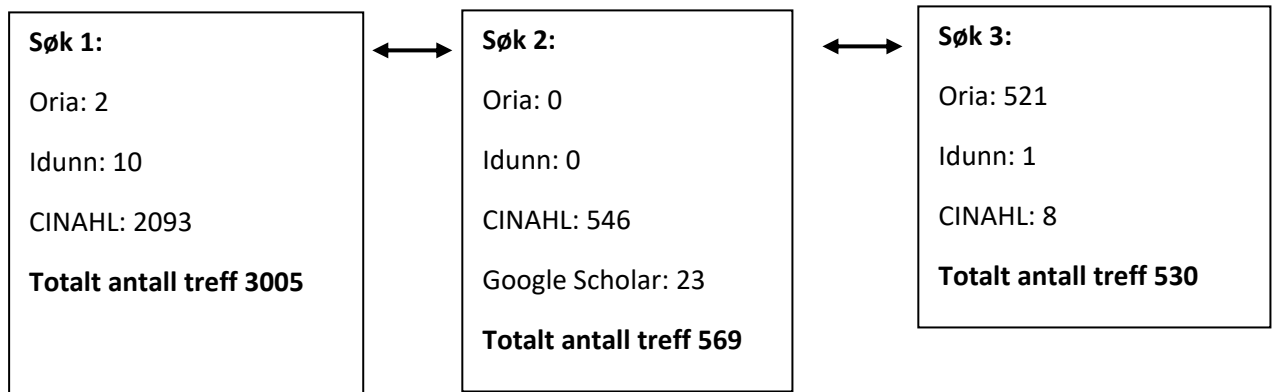 Søk 1:
Oria: 2
Idunn: 10
CINAHL: 2093
Totalt antall treff 3005
Søk 2:
Oria: 0
Idunn: 0
CINAHL: 546
Google Scholar: 23
Totalt antall treff 569
Søk 3:
Oria: 521
Idunn: 1
CINAHL: 8
Totalt antall treff 530